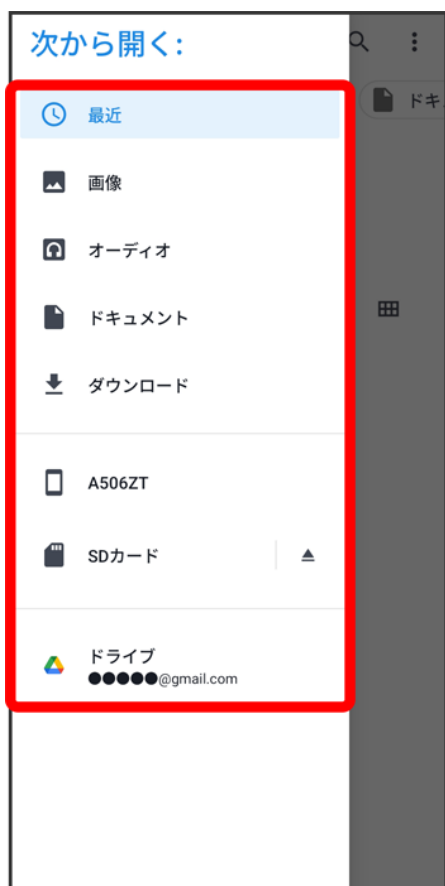 次から開く:
最近
ドキ
画像
オーディオ
ドキュメント
ダウンロード
A506ZT
SDカード
ドライブ
●●●●●@gmail.com